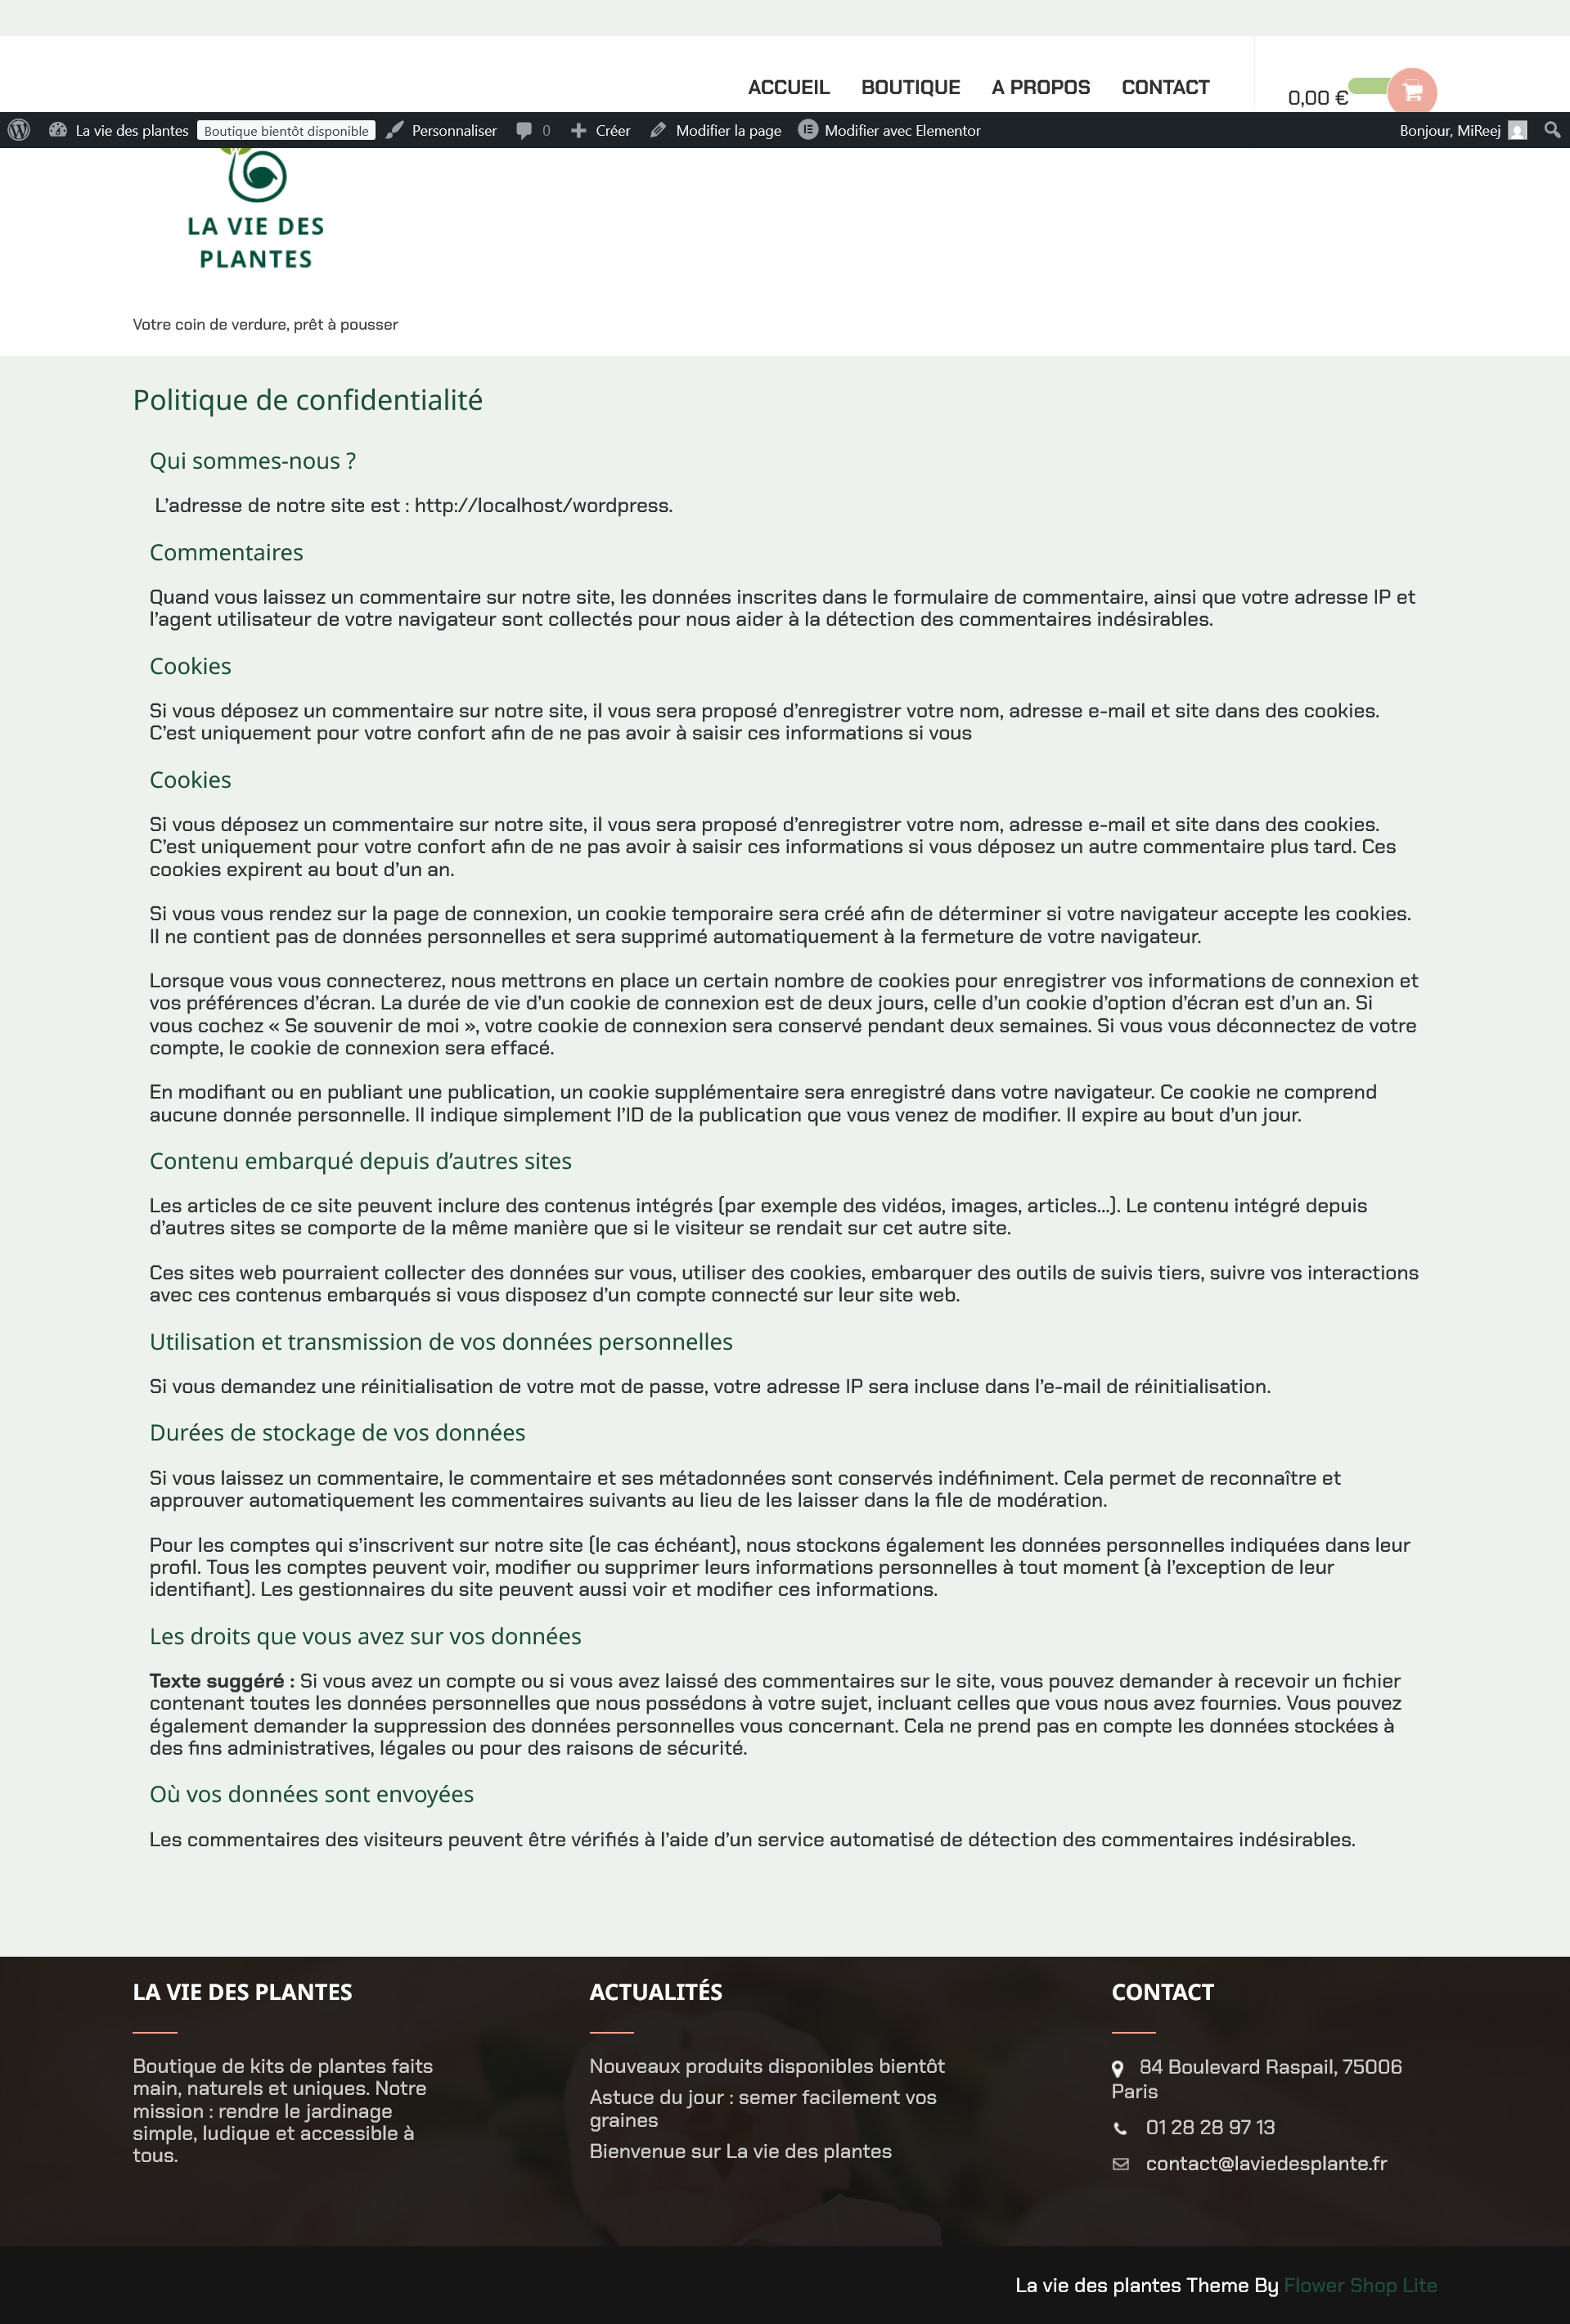 ACCUEIL BOUTIQUE A PROPOS CONTACT
0,00 €
La vie des plantes Boutique bientôt disponible Personnaliser 0 Créer Modifier la page Modifier avec Elementor Bonjour, MiReej
LA VIE DES
PLANTES
Votre coin de verdure, prêt à pousser
Politique de confidentialité
Qui sommes-nous ?
L’adresse de notre site est : http://localhost/wordpress.
Commentaires
Quand vous laissez un commentaire sur notre site, les données inscrites dans le formulaire de commentaire, ainsi que votre adresse IP et
l’agent utilisateur de votre navigateur sont collectés pour nous aider à la détection des commentaires indésirables.
Cookies
Si vous déposez un commentaire sur notre site, il vous sera proposé d’enregistrer votre nom, adresse e-mail et site dans des cookies.
C’est uniquement pour votre confort afin de ne pas avoir à saisir ces informations si vous
Cookies
Si vous déposez un commentaire sur notre site, il vous sera proposé d’enregistrer votre nom, adresse e-mail et site dans des cookies.
C’est uniquement pour votre confort afin de ne pas avoir à saisir ces informations si vous déposez un autre commentaire plus tard. Ces
cookies expirent au bout d’un an.
Si vous vous rendez sur la page de connexion, un cookie temporaire sera créé afin de déterminer si votre navigateur accepte les cookies.
Il ne contient pas de données personnelles et sera supprimé automatiquement à la fermeture de votre navigateur.
Lorsque vous vous connecterez, nous mettrons en place un certain nombre de cookies pour enregistrer vos informations de connexion et
vos préférences d’écran. La durée de vie d’un cookie de connexion est de deux jours, celle d’un cookie d’option d’écran est d’un an. Si
vous cochez « Se souvenir de moi », votre cookie de connexion sera conservé pendant deux semaines. Si vous vous déconnectez de votre
compte, le cookie de connexion sera effacé.
En modifiant ou en publiant une publication, un cookie supplémentaire sera enregistré dans votre navigateur. Ce cookie ne comprend
aucune donnée personnelle. Il indique simplement l’ID de la publication que vous venez de modifier. Il expire au bout d’un jour.
Contenu embarqué depuis d’autres sites
Les articles de ce site peuvent inclure des contenus intégrés (par exemple des vidéos, images, articles…). Le contenu intégré depuis
d’autres sites se comporte de la même manière que si le visiteur se rendait sur cet autre site.
Ces sites web pourraient collecter des données sur vous, utiliser des cookies, embarquer des outils de suivis tiers, suivre vos interactions
avec ces contenus embarqués si vous disposez d’un compte connecté sur leur site web.
Utilisation et transmission de vos données personnelles
Si vous demandez une réinitialisation de votre mot de passe, votre adresse IP sera incluse dans l’e-mail de réinitialisation.
Durées de stockage de vos données
Si vous laissez un commentaire, le commentaire et ses métadonnées sont conservés indéfiniment. Cela permet de reconnaître et
approuver automatiquement les commentaires suivants au lieu de les laisser dans la file de modération.
Pour les comptes qui s’inscrivent sur notre site (le cas échéant), nous stockons également les données personnelles indiquées dans leur
profil. Tous les comptes peuvent voir, modifier ou supprimer leurs informations personnelles à tout moment (à l’exception de leur
identifiant). Les gestionnaires du site peuvent aussi voir et modifier ces informations.
Les droits que vous avez sur vos données
Texte suggéré : Si vous avez un compte ou si vous avez laissé des commentaires sur le site, vous pouvez demander à recevoir un fichier
contenant toutes les données personnelles que nous possédons à votre sujet, incluant celles que vous nous avez fournies. Vous pouvez
également demander la suppression des données personnelles vous concernant. Cela ne prend pas en compte les données stockées à
des fins administratives, légales ou pour des raisons de sécurité.
Où vos données sont envoyées
Les commentaires des visiteurs peuvent être vérifiés à l’aide d’un service automatisé de détection des commentaires indésirables.
LA VIE DES PLANTES
Boutique de kits de plantes faits
main, naturels et uniques. Notre
mission : rendre le jardinage
simple, ludique et accessible à
tous.
ACTUALITÉS
Nouveaux produits disponibles bientôt
Astuce du jour : semer facilement vos
graines
Bienvenue sur La vie des plantes
CONTACT
84 Boulevard Raspail, 75006
Paris
01 28 28 97 13
contact@laviedesplante.fr
La vie des plantes Theme By Flower Shop Lite